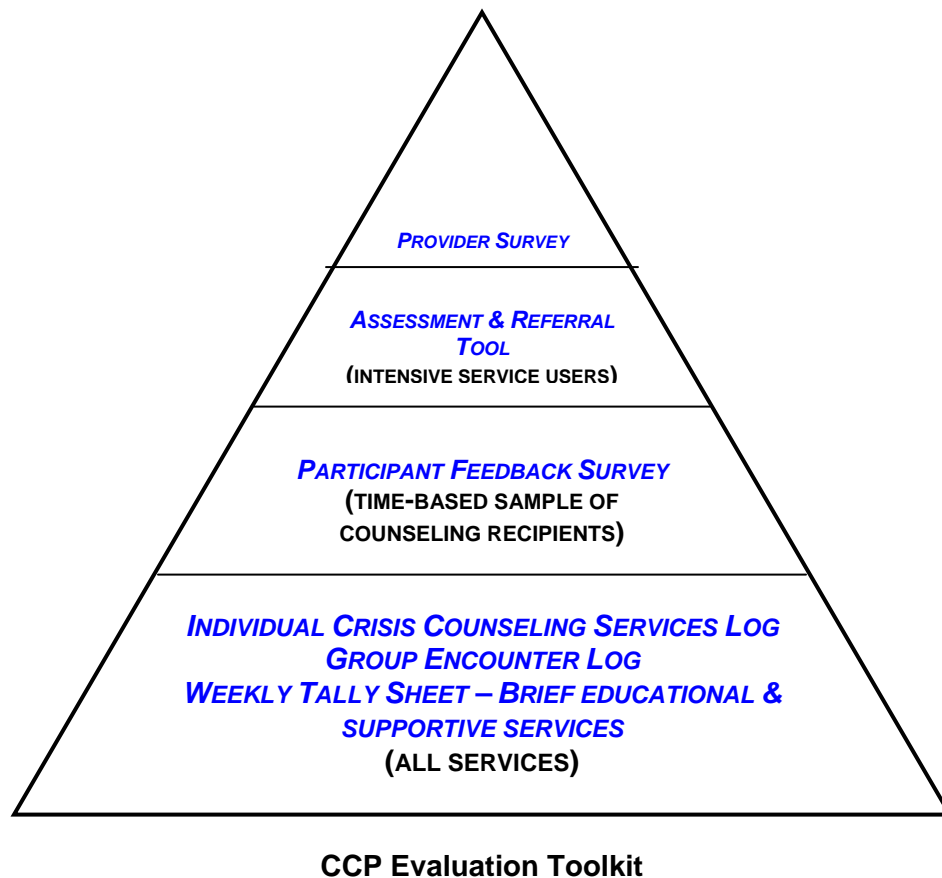 PROVIDER SURVEY
ASSESSMENT & REFERRAL
TOOL
(INTENSIVE SERVICE USERS)
PARTICIPANT FEEDBACK SURVEY
(TIME-BASED SAMPLE OF
COUNSELING RECIPIENTS)
INDIVIDUAL CRISIS COUNSELING SERVICES LOG
GROUP ENCOUNTER LOG
WEEKLY TALLY SHEET – BRIEF EDUCATIONAL &
SUPPORTIVE SERVICES
(ALL SERVICES)
CCP Evaluation Toolkit